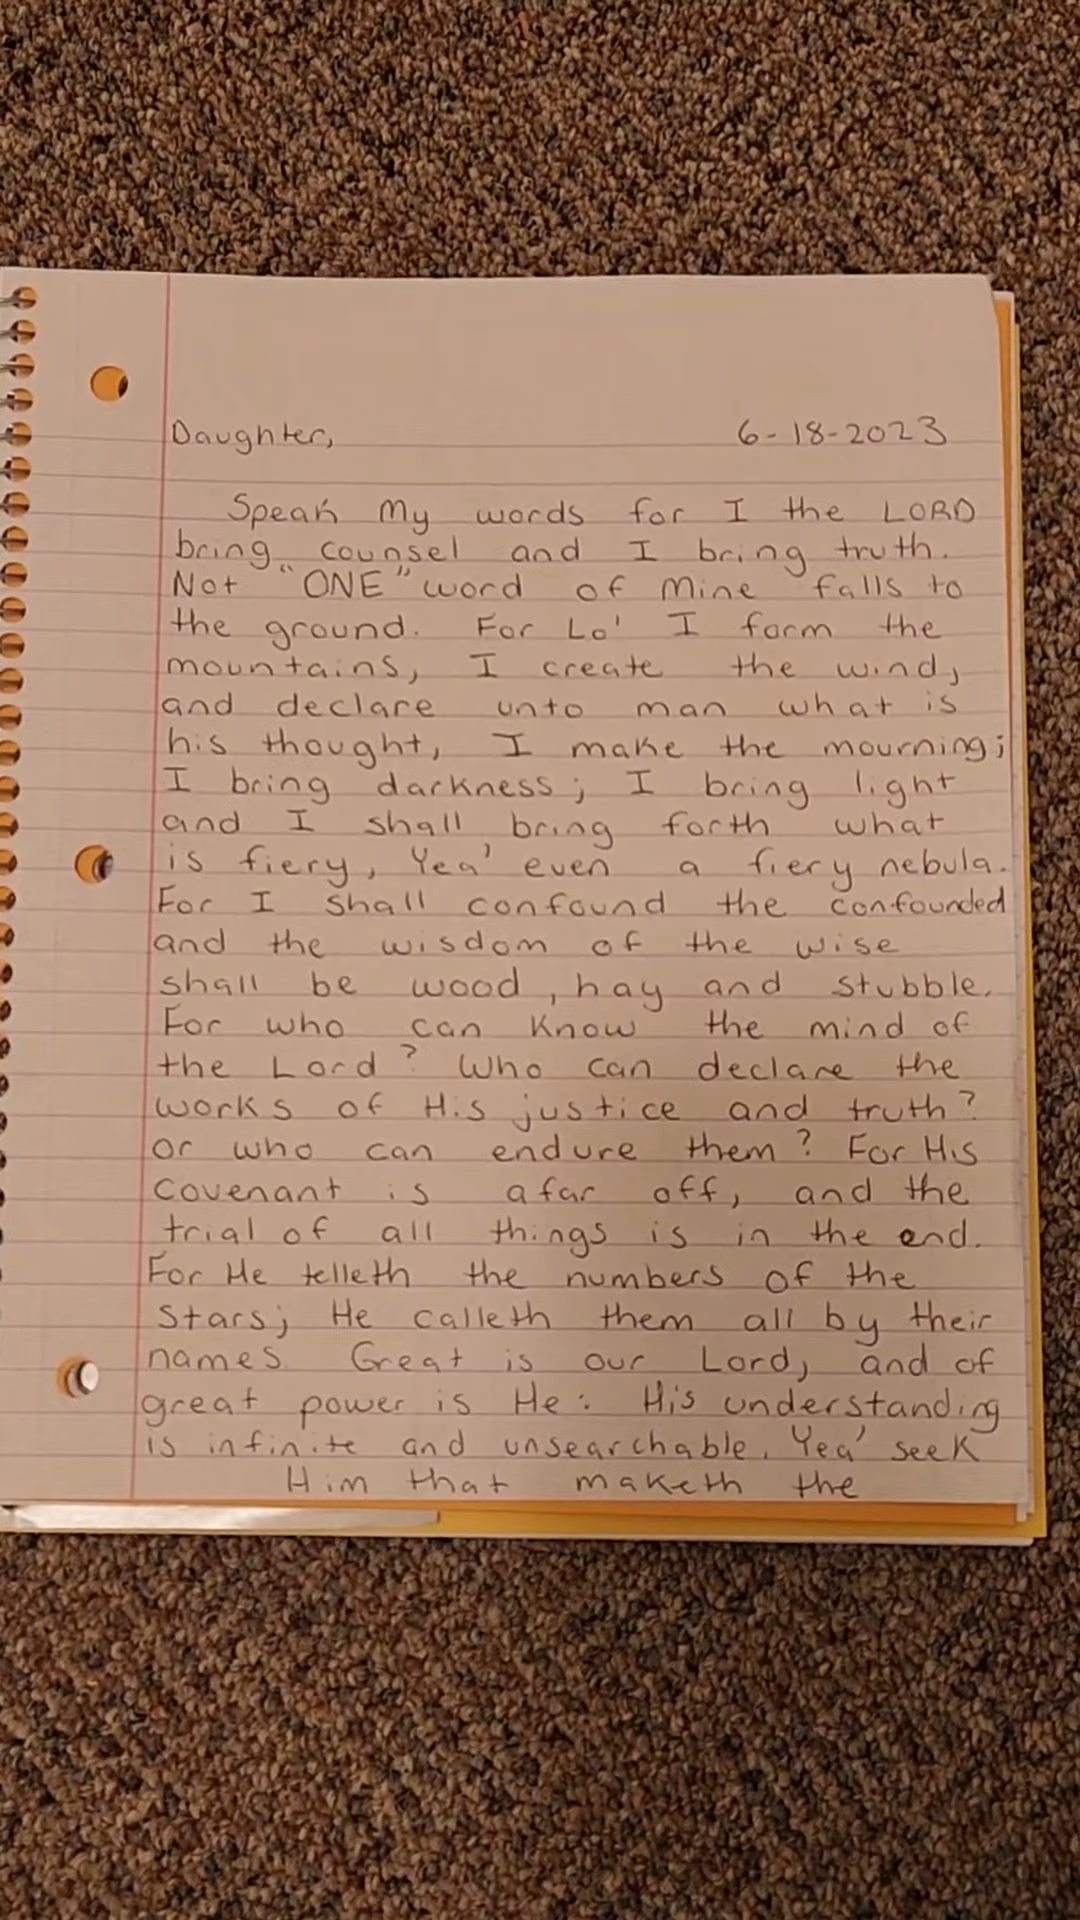 Daughter, 6-18-2023
Speak My words for I the LORD
bring counsel and I bring truth.
Not "ONE" word of Mine falls to
the ground. For Lo' I form the
mountains, I create the wind,
and declare unto man what is
his thought, I make the mourning;
I bring darkness; I bring light
and I shall bring forth what
is fiery, Yea' even a fiery nebula.
For I shall confound the confounded
and the wisdom of the wise
shall be wood, hay and stubble.
For who can know the mind of
the Lord? Who can declare the
works of His justice and truth?
or who can endure them? For His
covenant is afar off, and the
trial of all things is in the end.
For He telleth the numbers of the
stars; He calleth them all by their
names. Great is our Lord, and of
great power is He: His understanding
is infinite and unsearchable. Yea' seek
Him that maketh the